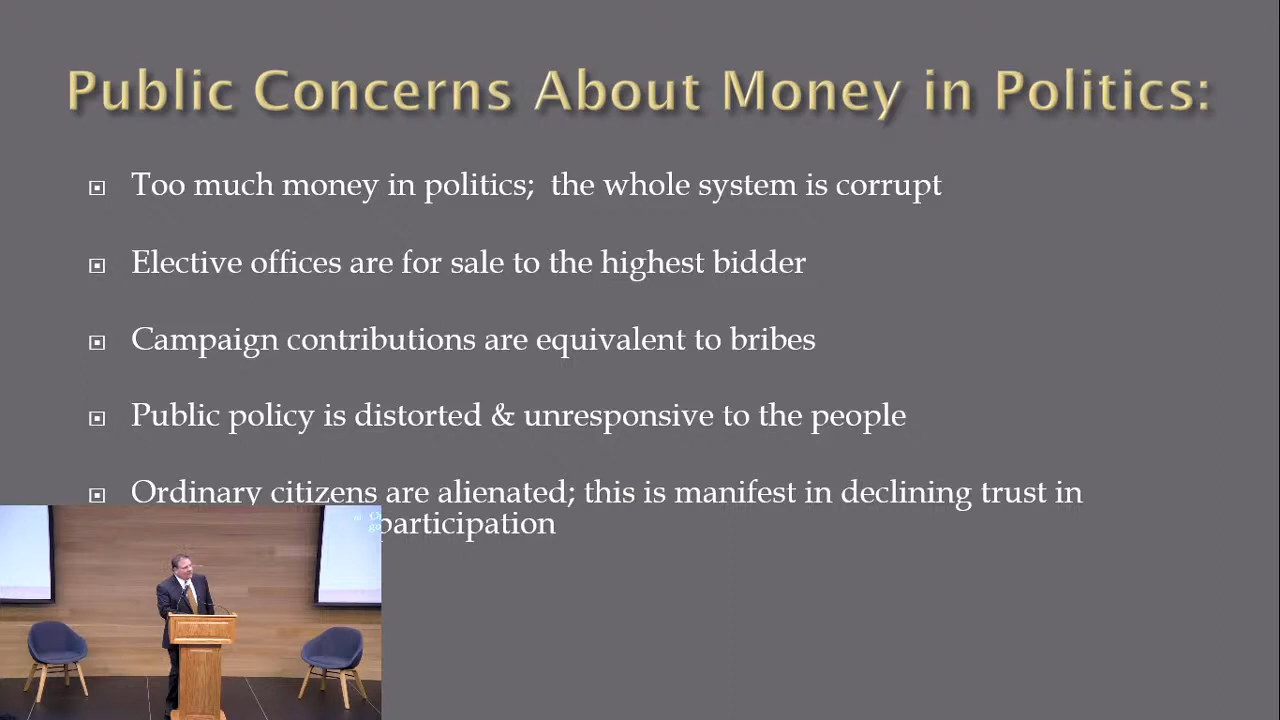 Public Concerns About Money in Politics:
Too much money in politics;  the whole system is corrupt
Elective offices are for sale to the highest bidder
Campaign contributions are equivalent to bribes
Public policy is distorted & unresponsive to the people
Ordinary citizens are alienated; this is manifest in declining trust in
participation